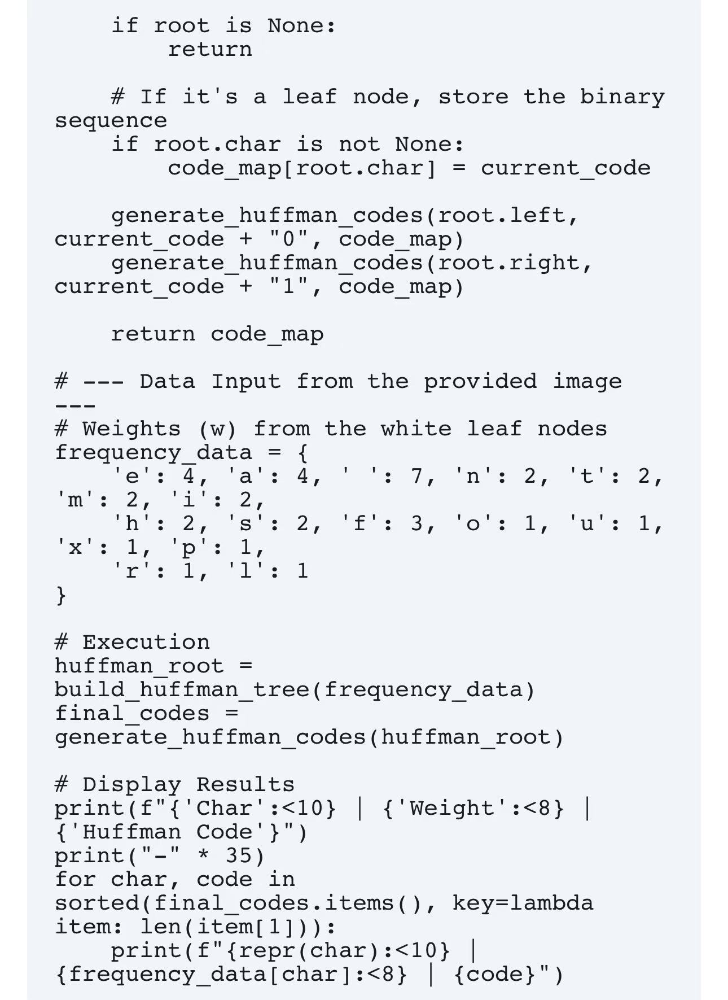 if root is None:
        return

    # If it's a leaf node, store the binary
sequence
    if root.char is not None:
        code_map[root.char] = current_code

    generate_huffman_codes(root.left,
current_code + "0", code_map)
    generate_huffman_codes(root.right,
current_code + "1", code_map)

    return code_map

# --- Data Input from the provided image
---
# Weights (w) from the white leaf nodes
frequency_data = {
    'e': 4, 'a': 4, ' ': 7, 'n': 2, 't': 2,
'm': 2, 'i': 2,
    'h': 2, 's': 2, 'f': 3, 'o': 1, 'u': 1,
'x': 1, 'p': 1,
    'r': 1, 'l': 1
}

# Execution
huffman_root =
build_huffman_tree(frequency_data)
final_codes =
generate_huffman_codes(huffman_root)

# Display Results
print(f"{'Char':<10} | {'Weight':<8} |
{'Huffman Code'}")
print("-" * 35)
for char, code in
sorted(final_codes.items(), key=lambda
item: len(item[1])):
    print(f"{repr(char):<10} |
{frequency_data[char]:<8} | {code}")